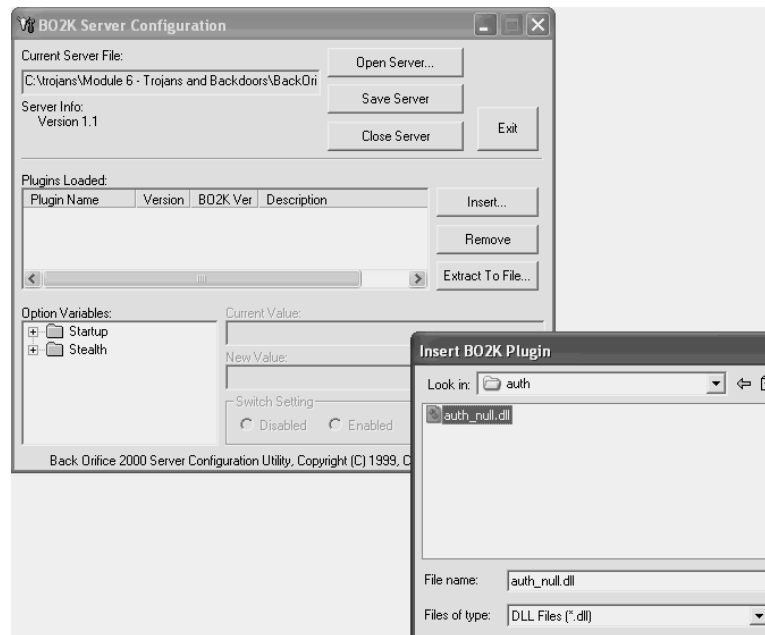 BO2K Server Configuration
Current Server File:
C:\trojans\Module 6 - Trojans and Backdoors\BackOri
Server Info:
Version 1.1
Open Server...
Save Server
Close Server
Exit
Plugins Loaded:
Plugin Name Version BO2K Ver Description
Insert...
Remove
Extract To File...
Option Variables:
Startup
Stealth
Current Value:
New Value:
Switch Setting
Disabled Enabled
Back Orifice 2000 Server Configuration Utility, Copyright (C) 1999, C
Insert BO2K Plugin
Look in: auth
auth_null.dll
File name: auth_null.dll
Files of type: DLL Files (*.dll)